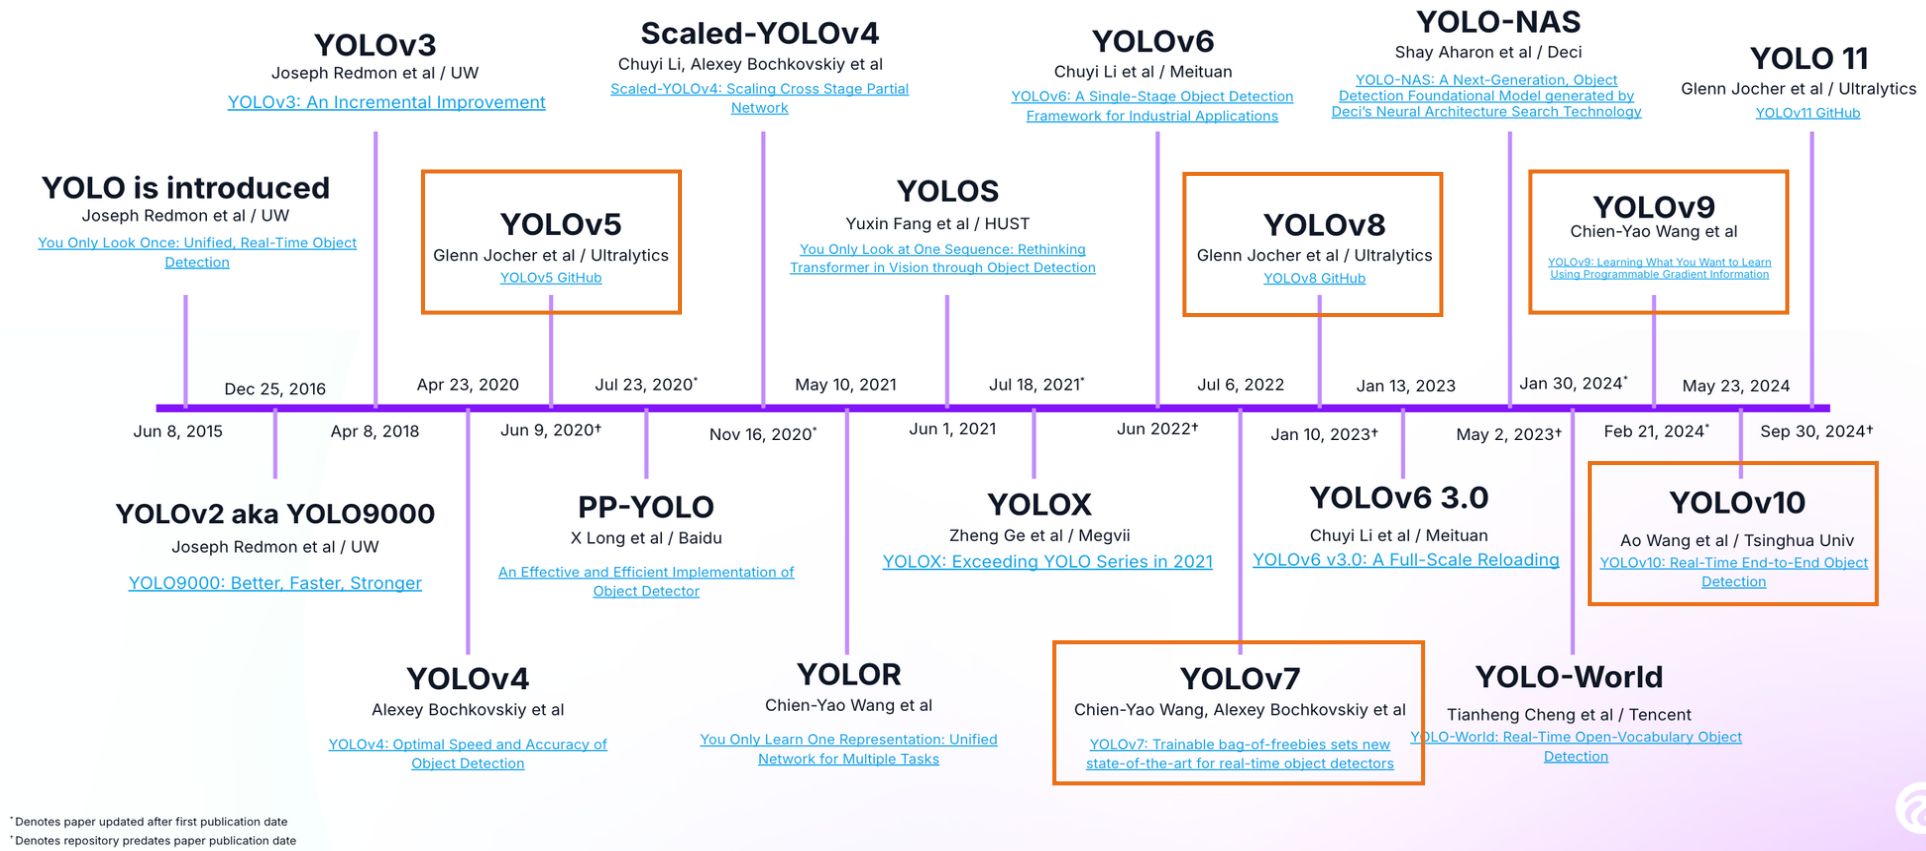 YOLOv3
Joseph Redmon et al / UW
YOLOv3: An Incremental Improvement
Scaled-YOLOv4
Chuyi Li, Alexey Bochkovskiy et al
Scaled-YOLOv4: Scaling Cross Stage Partial
Network
YOLOv6
Chuyi Li et al / Meituan
YOLOv6: A Single-Stage Object Detection
Framework for Industrial Applications
YOLO-NAS
Shay Aharon et al / Deci
YOLO-NAS: A Next-Generation, Object
Detection Foundational Model generated by
Deci's Neural Architecture Search Technology
YOLO 11
Glenn Jocher et al / Ultralytics
YOLOv11 GitHub
YOLO is introduced
Joseph Redmon et al / UW
You Only Look Once: Unified, Real-Time Object
Detection
YOLOv5
Glenn Jocher et al / Ultralytics
YOLOv5 GitHub
YOLOS
Yuxin Fang et al / HUST
You Only Look at One Sequence: Rethinking
Transformer in Vision through Object Detection
YOLOv8
Glenn Jocher et al / Ultralytics
YOLOv8 GitHub
YOLOv9
Chien-Yao Wang et al
YOLOv9: Learning What You Want to Learn
Using Programmable Gradient Information
Dec 25, 2016
Apr 23, 2020
Jul 23, 2020*
May 10, 2021
Jul 18, 2021*
Jul 6, 2022
Jan 13, 2023
Jan 30, 2024*
May 23, 2024
Jun 8, 2015
Apr 8, 2018
Jun 9, 2020†
Nov 16, 2020*
Jun 1, 2021
Jun 2022†
Jan 10, 2023†
May 2, 2023†
Feb 21, 2024*
Sep 30, 2024†
YOLOv2 aka YOLO9000
Joseph Redmon et al / UW
YOLO9000: Better, Faster, Stronger
PP-YOLO
X Long et al / Baidu
An Effective and Efficient Implementation of
Object Detector
YOLOX
Zheng Ge et al / Megvii
YOLOX: Exceeding YOLO Series in 2021
YOLOv6 3.0
Chuyi Li et al / Meituan
YOLOv6 v3.0: A Full-Scale Reloading
YOLOv10
Ao Wang et al / Tsinghua Univ
YOLOv10: Real-Time End-to-End Object
Detection
YOLOv4
Alexey Bochkovskiy et al
YOLOv4: Optimal Speed and Accuracy of
Object Detection
YOLOR
Chien-Yao Wang et al
You Only Learn One Representation: Unified
Network for Multiple Tasks
YOLOv7
Chien-Yao Wang, Alexey Bochkovskiy et al
YOLOv7: Trainable bag-of-freebies sets new
state-of-the-art for real-time object detectors
YOLO-World
Tianheng Cheng et al / Tencent
YOLO-World: Real-Time Open-Vocabulary Object
Detection
* Denotes paper updated after first publication date
† Denotes repository predates paper publication date